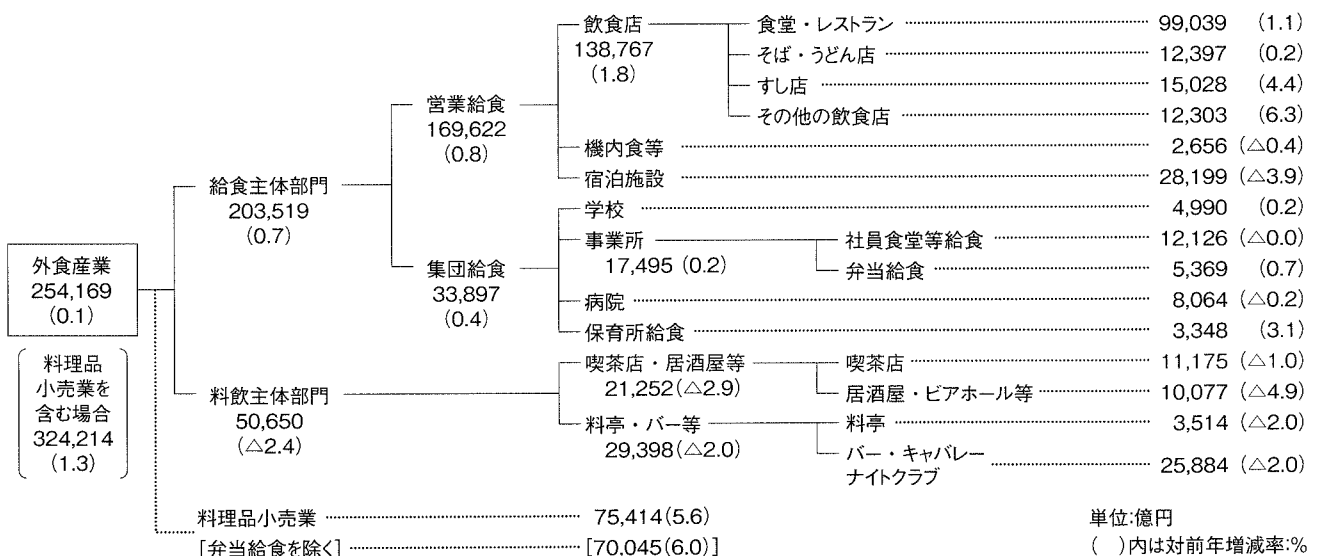 飲食店
138,767
(1.8)
食堂・レストラン 99,039 (1.1)
そば・うどん店 12,397 (0.2)
すし店 15,028 (4.4)
その他の飲食店 12,303 (6.3)
営業給食
169,622
(0.8)
機内食等 2,656 (△0.4)
宿泊施設 28,199 (△3.9)
給食主体部門
203,519
(0.7)
集団給食
33,897
(0.4)
学校 4,990 (0.2)
事業所
17,495 (0.2)
社員食堂等給食 12,126 (△0.0)
弁当給食 5,369 (0.7)
病院 8,064 (△0.2)
保育所給食 3,348 (3.1)
外食産業
254,169
(0.1)
料理品
小売業を
含む場合
324,214
(1.3)
料飲主体部門
50,650
(△2.4)
喫茶店・居酒屋等
21,252(△2.9)
喫茶店 11,175 (△1.0)
居酒屋・ビアホール等 10,077 (△4.9)
料亭・バー等
29,398(△2.0)
料亭 3,514 (△2.0)
バー・キャバレー
ナイトクラブ 25,884 (△2.0)
料理品小売業 75,414(5.6)
[弁当給食を除く] [70,045(6.0)]
単位:億円
( )内は対前年増減率:%